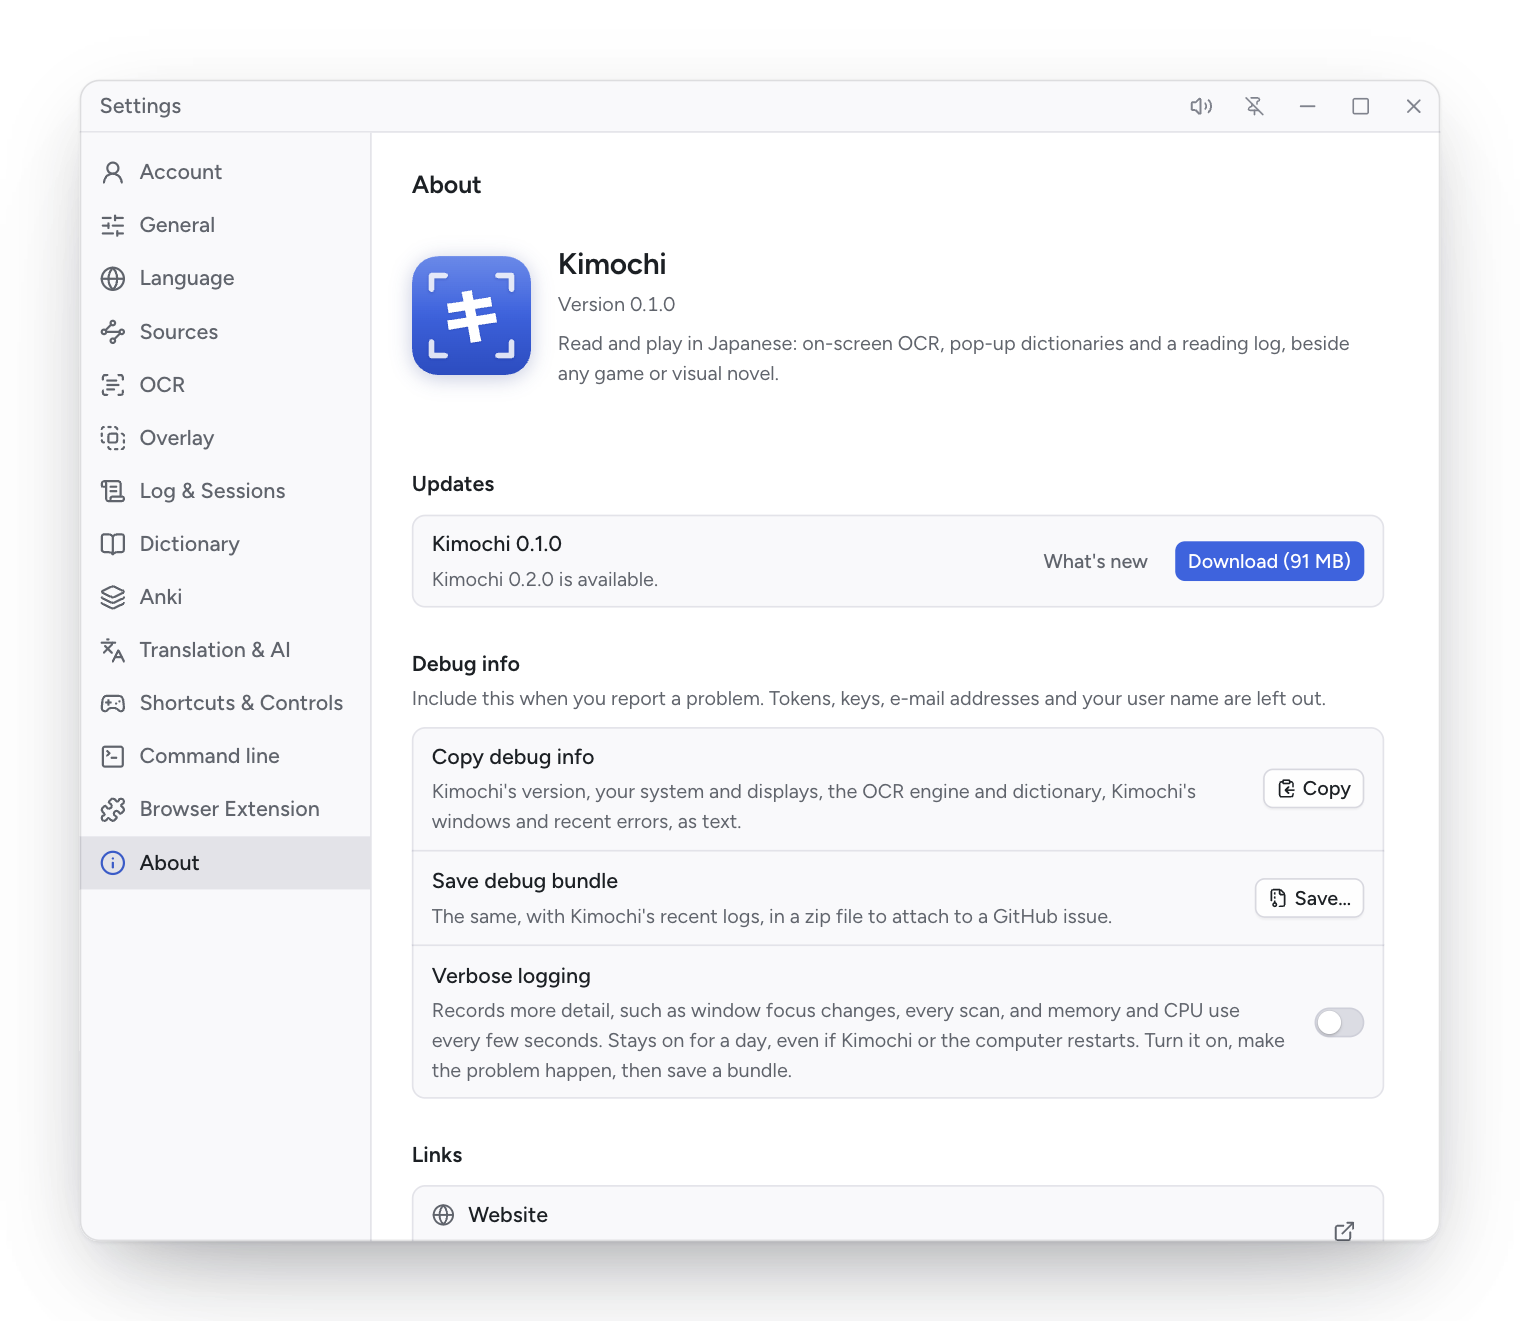 Settings
Account
General
Language
Sources
OCR
Overlay
Log & Sessions
Dictionary
Anki
Translation & AI
Shortcuts & Controls
Command line
Browser Extension
About
About
Kimochi
Version 0.1.0
Read and play in Japanese: on-screen OCR, pop-up dictionaries and a reading log, beside
any game or visual novel.
Updates
Kimochi 0.1.0
Kimochi 0.2.0 is available.
What's new
Download (91 MB)
Debug info
Include this when you report a problem. Tokens, keys, e-mail addresses and your user name are left out.
Copy debug info
Kimochi's version, your system and displays, the OCR engine and dictionary, Kimochi's
windows and recent errors, as text.
Copy
Save debug bundle
The same, with Kimochi's recent logs, in a zip file to attach to a GitHub issue.
Save...
Verbose logging
Records more detail, such as window focus changes, every scan, and memory and CPU use
every few seconds. Stays on for a day, even if Kimochi or the computer restarts. Turn it on, make
the problem happen, then save a bundle.
Links
Website